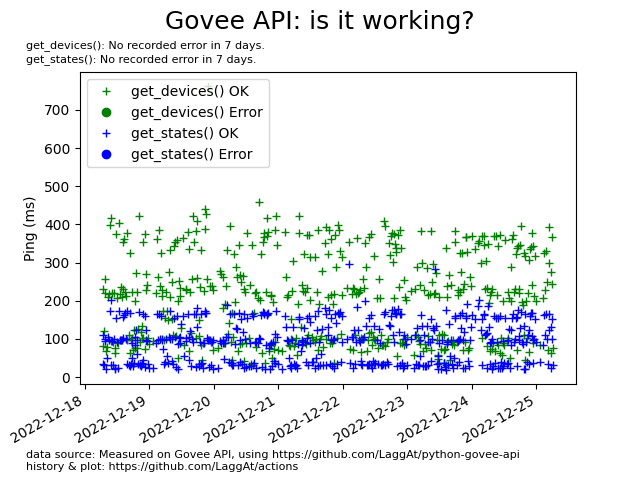 Govee API: is it working?
get_devices(): No recorded error in 7 days.
get_states(): No recorded error in 7 days.
get_devices() OK
get_devices() Error
get_states() OK
get_states() Error
Ping (ms)
700
600
500
400
300
200
100
0
2022-12-18
2022-12-19
2022-12-20
2022-12-21
2022-12-22
2022-12-23
2022-12-24
2022-12-25
data source: Measured on Govee API, using https://github.com/LaggAt/python-govee-api
history & plot: https://github.com/LaggAt/actions